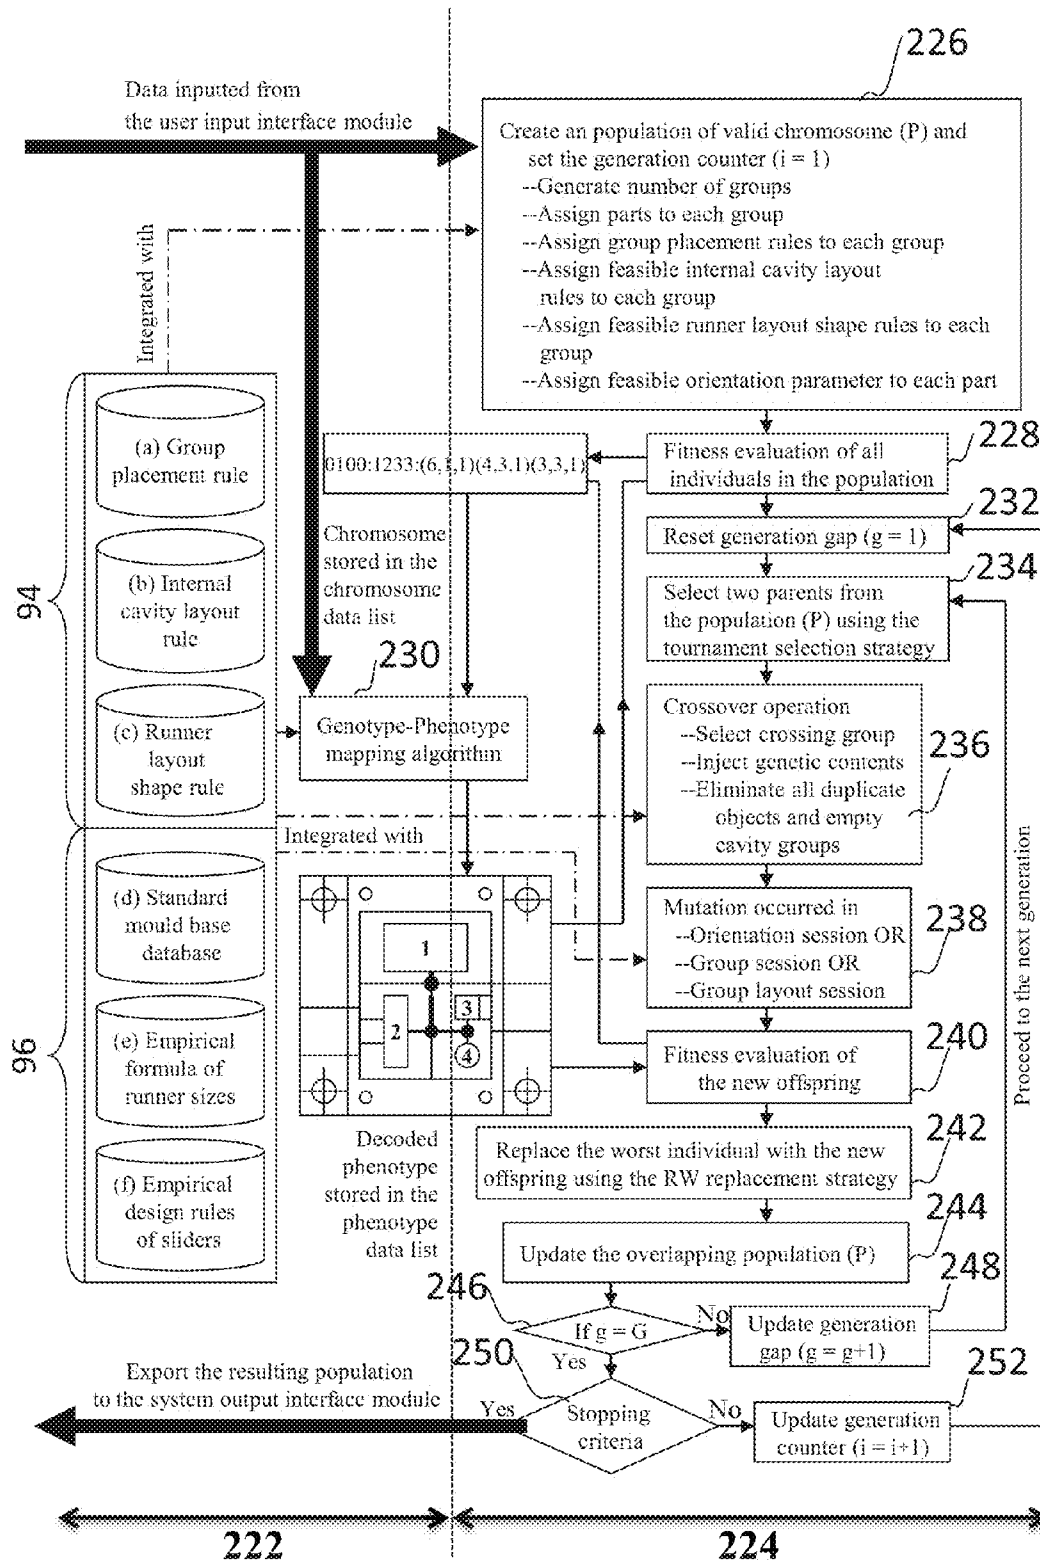 226
Data inputted from
the user input interface module
Create an population of valid chromosome (P) and
set the generation counter (i = 1)
--Generate number of groups
--Assign parts to each group
--Assign group placement rules to each group
--Assign feasible internal cavity layout
rules to each group
--Assign feasible runner layout shape rules to each
group
--Assign feasible orientation parameter to each part
Integrated with
94
(a) Group
placement rule
(b) Internal
cavity layout
rule
(c) Runner
layout
shape rule
96
(d) Standard
mould base
database
(e) Empirical
formula of
runner sizes
(f) Empirical
design rules
of sliders
0100:1233:(6,1,1)(4,3,1)(3,3,1)
Chromosome
stored in the
chromosome
data list
230
Genotype-Phenotype
mapping algorithm
Integrated with
1
2
3
4
Decoded
phenotype
stored in the
phenotype
data list
228
Fitness evaluation of all
individuals in the population
232
Reset generation gap (g = 1)
234
Select two parents from
the population (P) using the
tournament selection strategy
236
Crossover operation
--Select crossing group
--Inject genetic contents
--Eliminate all duplicate
objects and empty
cavity groups
238
Mutation occurred in
--Orientation session OR
--Group session OR
--Group layout session
240
Fitness evaluation of
the new offspring
Proceed to the next generation
242
Replace the worst individual with the new
offspring using the RW replacement strategy
244
Update the overlapping population (P)
246
If g = G
No
248
Update generation
gap (g = g+1)
Yes
250
Stopping
criteria
No
252
Update generation
counter (i = i+1)
Yes
Export the resulting population
to the system output interface module
222
224